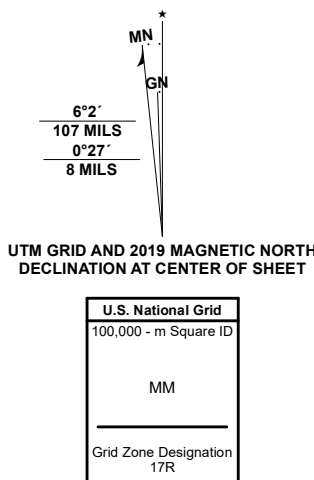 ★
MN
GN
6°2´
107 MILS
0°27´
8 MILS
UTM GRID AND 2019 MAGNETIC NORTH
DECLINATION AT CENTER OF SHEET
U.S. National Grid
100,000 - m Square ID
MM
Grid Zone Designation
17R